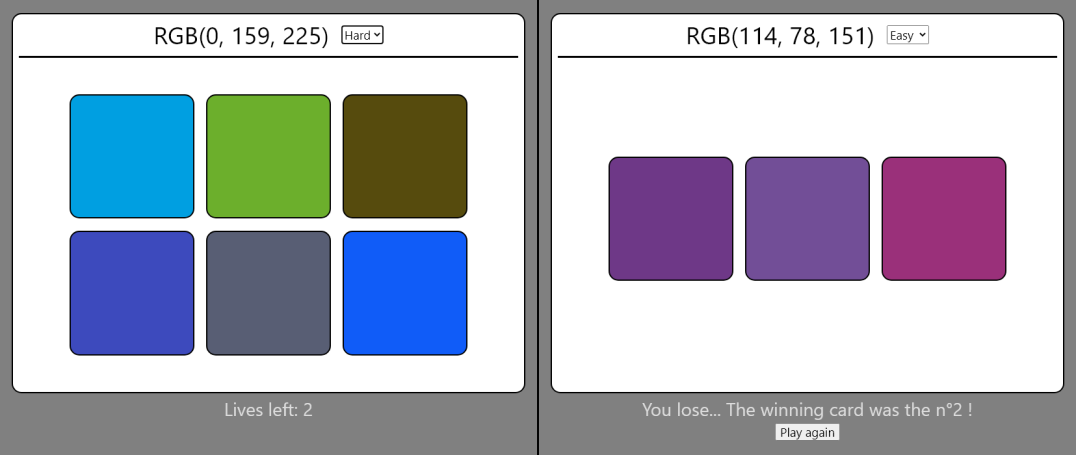 RGB(0, 159, 225) Hard
Lives left: 2
RGB(114, 78, 151) Easy
You lose... The winning card was the n°2 !
Play again